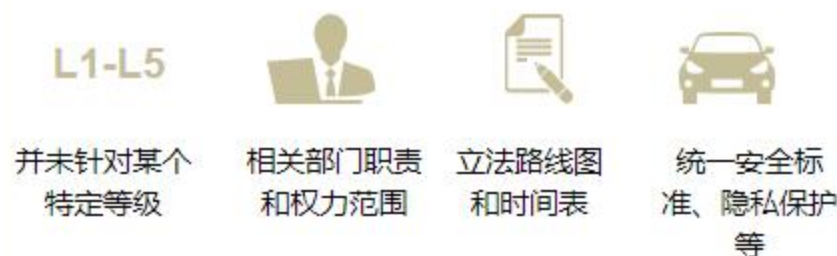 L1-L5
并未针对某个
特定等级
相关部门职责
和权力范围
立法路线图
和时间表
统一安全标
准、隐私保护
等